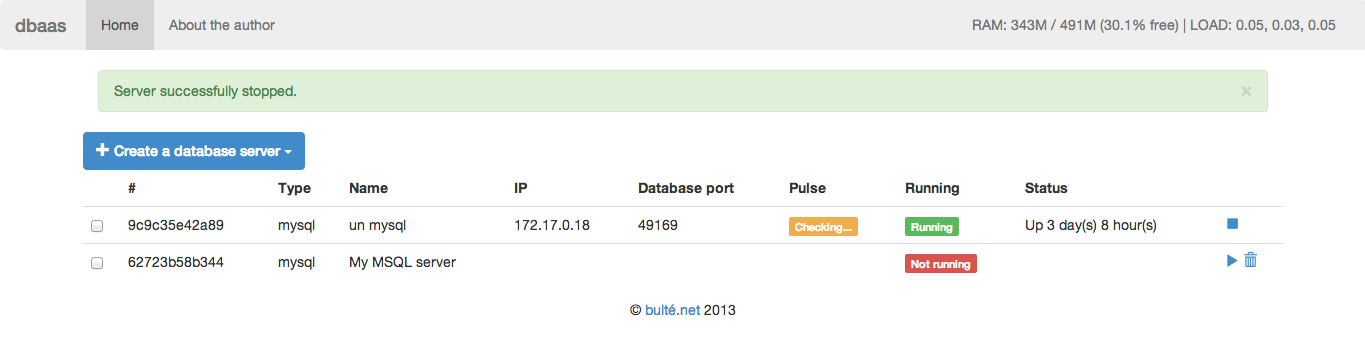 dbaas Home About the author RAM: 343M / 491M (30.1% free) | LOAD: 0.05, 0.03, 0.05
Server successfully stopped. ×
+ Create a database server
# Type Name IP Database port Pulse Running Status
9c9c35e42a89 mysql un mysql 172.17.0.18 49169 Checking... Running Up 3 day(s) 8 hour(s)
62723b58b344 mysql My MSQL server Not running
© bulté.net 2013